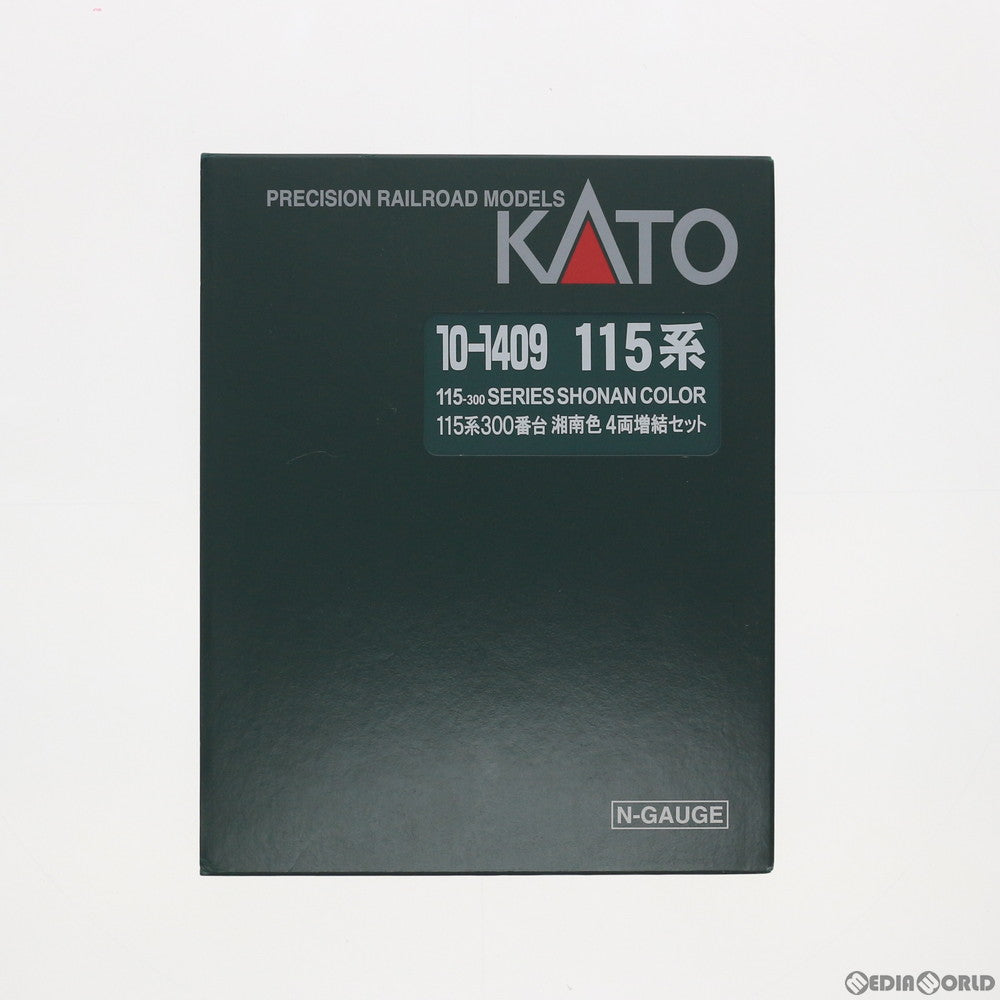 PRECISION RAILROAD MODELS
KATO
10-1409 115系
115-300 SERIES SHONAN COLOR
115系300番台 湘南色 4両増結セット
N-GAUGE
MEDIAWORLD